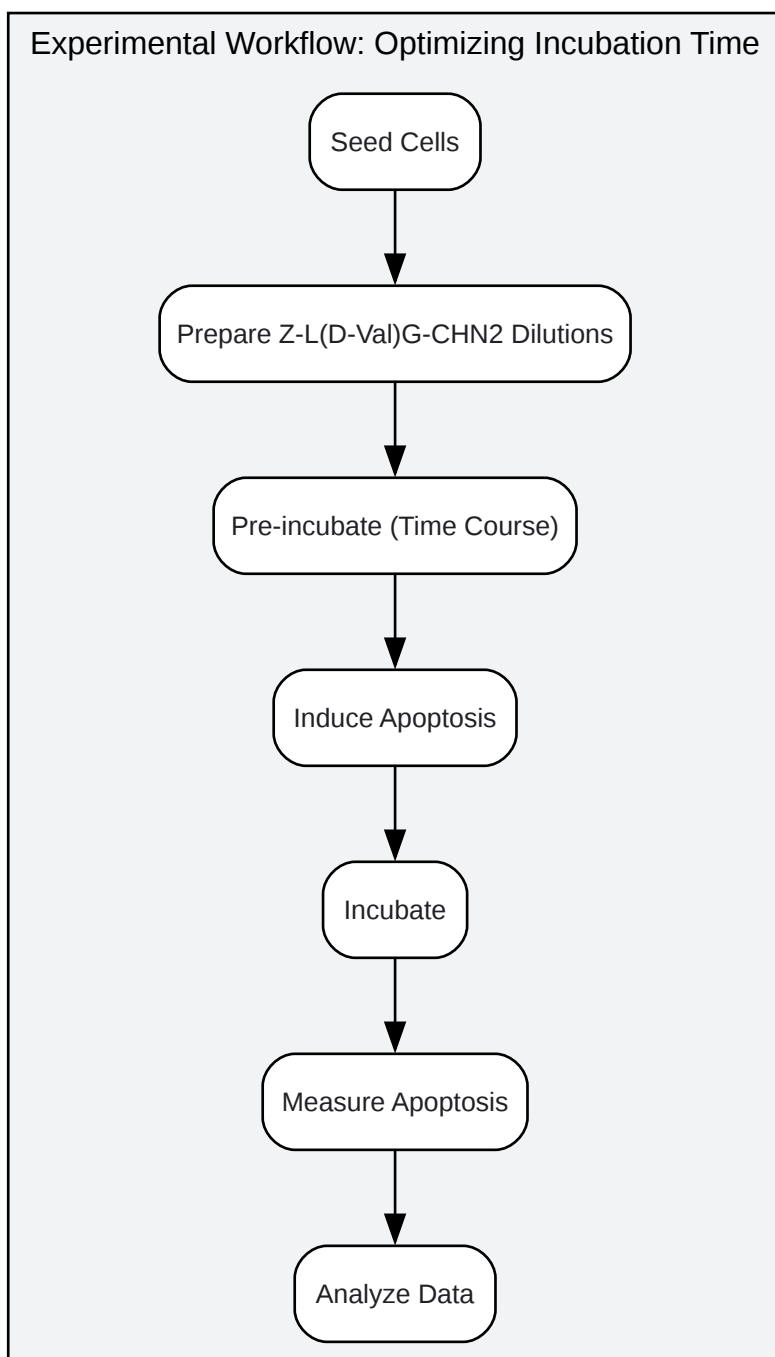 Experimental Workflow: Optimizing Incubation Time
Seed Cells
Prepare Z-L(D-Val)G-CHN2 Dilutions
Pre-incubate (Time Course)
Induce Apoptosis
Incubate
Measure Apoptosis
Analyze Data